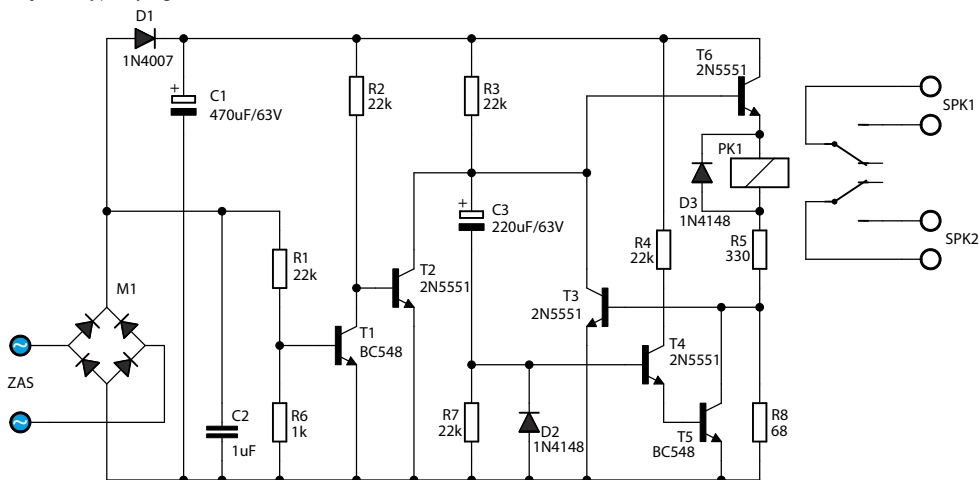 D1
1N4007
C1
470uF/63V
R2
22k
R3
22k
T6
2N5551
SPK1
PK1
D3
1N4148
C3
220uF/63V
R1
22k
T2
2N5551
R4
22k
R5
330
SPK2
M1
T1
BC548
T3
2N5551
T4
2N5551
ZAS
C2
1uF
R6
1k
R7
22k
D2
1N4148
T5
BC548
R8
68